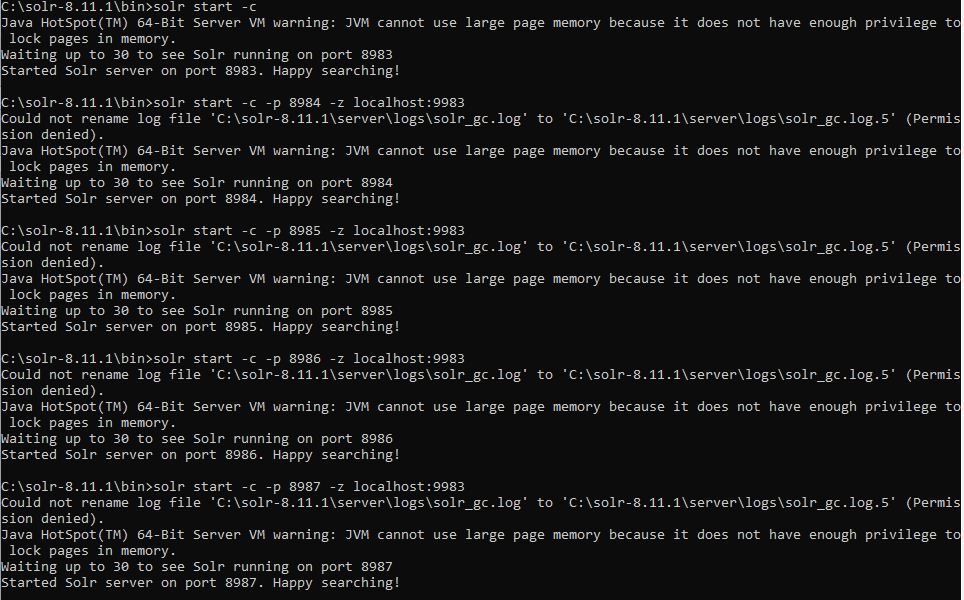 C:\solr-8.11.1\bin>solr start -c
Java HotSpot(TM) 64-Bit Server VM warning: JVM cannot use large page memory because it does not have enough privilege to
 lock pages in memory.
Waiting up to 30 to see Solr running on port 8983
Started Solr server on port 8983. Happy searching!
C:\solr-8.11.1\bin>solr start -c -p 8984 -z localhost:9983
Could not rename log file 'C:\solr-8.11.1\server\logs\solr_gc.log' to 'C:\solr-8.11.1\server\logs\solr_gc.log.5' (Permis
sion denied).
Java HotSpot(TM) 64-Bit Server VM warning: JVM cannot use large page memory because it does not have enough privilege to
 lock pages in memory.
Waiting up to 30 to see Solr running on port 8984
Started Solr server on port 8984. Happy searching!
C:\solr-8.11.1\bin>solr start -c -p 8985 -z localhost:9983
Could not rename log file 'C:\solr-8.11.1\server\logs\solr_gc.log' to 'C:\solr-8.11.1\server\logs\solr_gc.log.5' (Permis
sion denied).
Java HotSpot(TM) 64-Bit Server VM warning: JVM cannot use large page memory because it does not have enough privilege to
 lock pages in memory.
Waiting up to 30 to see Solr running on port 8985
Started Solr server on port 8985. Happy searching!
C:\solr-8.11.1\bin>solr start -c -p 8986 -z localhost:9983
Could not rename log file 'C:\solr-8.11.1\server\logs\solr_gc.log' to 'C:\solr-8.11.1\server\logs\solr_gc.log.5' (Permis
sion denied).
Java HotSpot(TM) 64-Bit Server VM warning: JVM cannot use large page memory because it does not have enough privilege to
 lock pages in memory.
Waiting up to 30 to see Solr running on port 8986
Started Solr server on port 8986. Happy searching!
C:\solr-8.11.1\bin>solr start -c -p 8987 -z localhost:9983
Could not rename log file 'C:\solr-8.11.1\server\logs\solr_gc.log' to 'C:\solr-8.11.1\server\logs\solr_gc.log.5' (Permis
sion denied).
Java HotSpot(TM) 64-Bit Server VM warning: JVM cannot use large page memory because it does not have enough privilege to
 lock pages in memory.
Waiting up to 30 to see Solr running on port 8987
Started Solr server on port 8987. Happy searching!